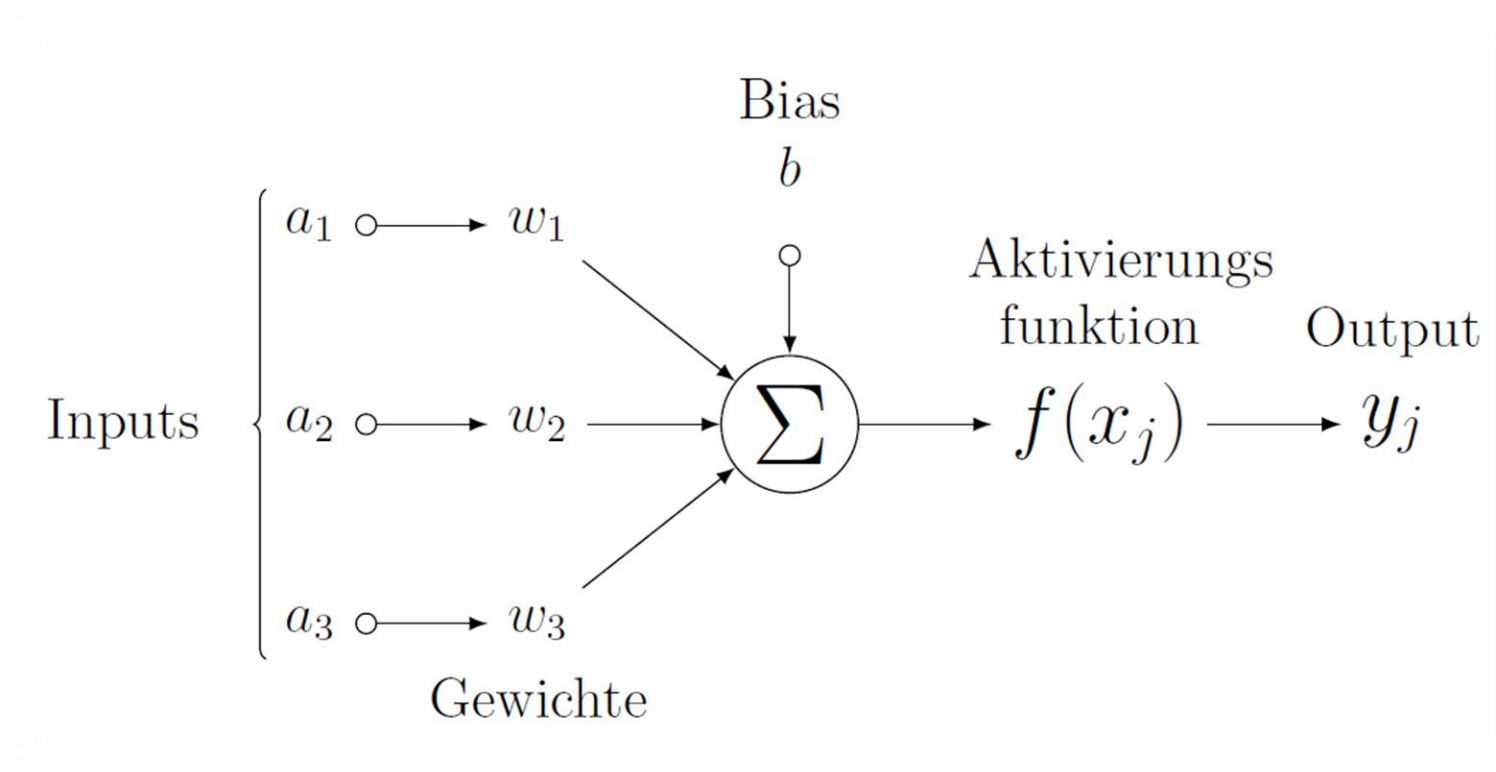 Bias
b
a1
w1
Aktivierungs
funktion
Output
Inputs
a2
w2
Σ
f(xj)
yj
a3
w3
Gewichte